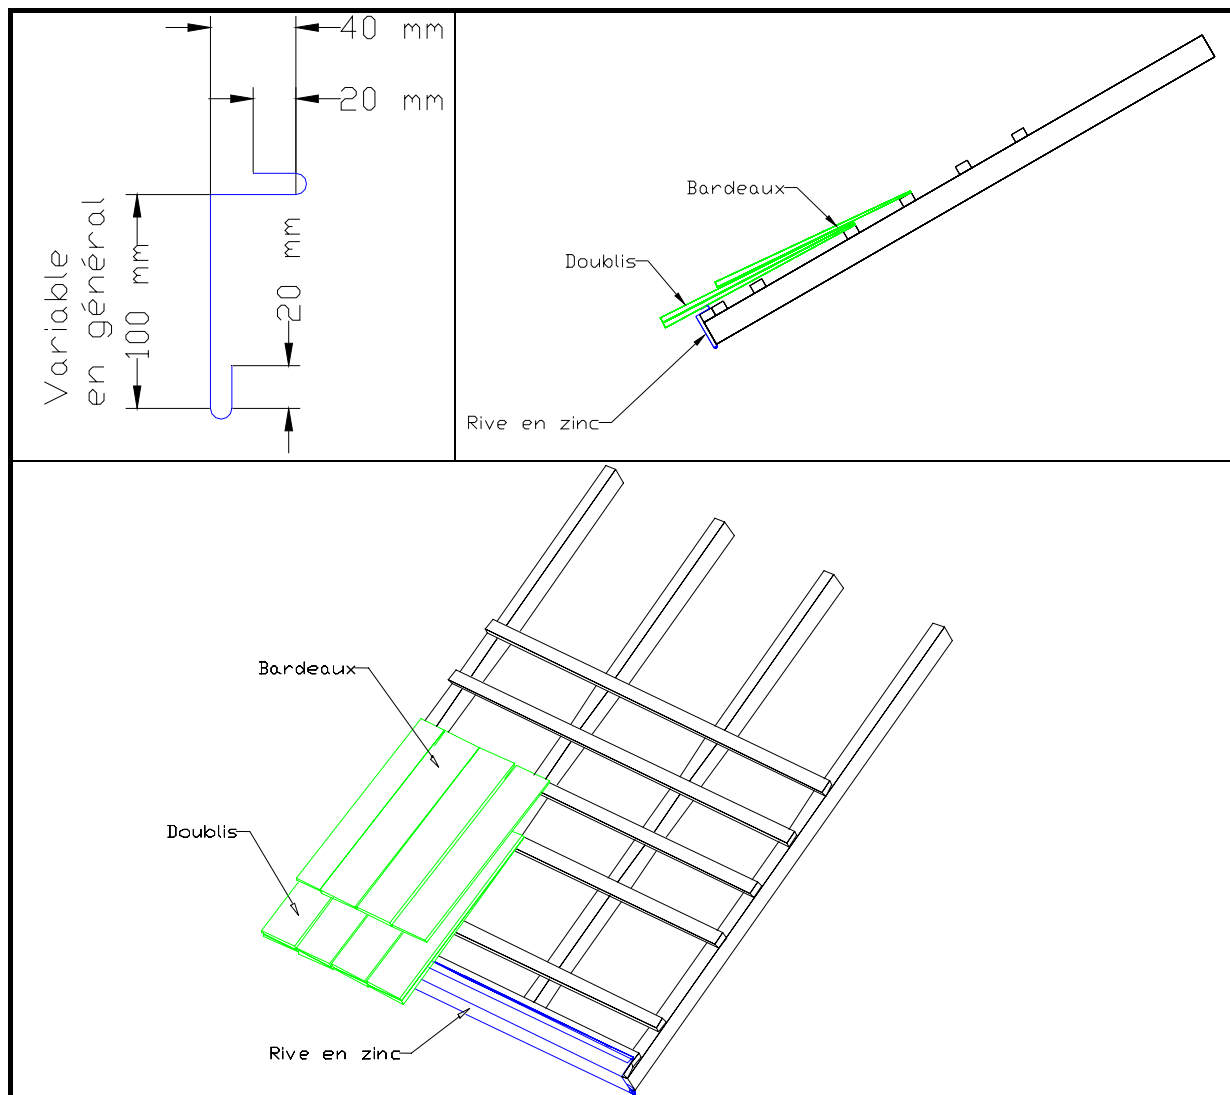 40 mm
20 mm
Variable
en général
100 mm
20 mm
Bardeaux
Doublis
Rive en zinc
Bardeaux
Doublis
Rive en zinc